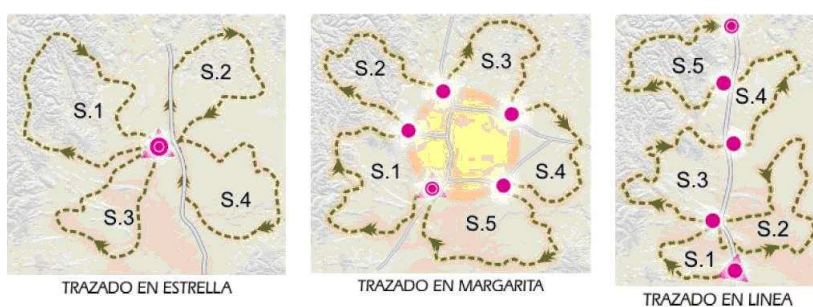 S.1
S.2
S.3
S.4
TRAZADO EN ESTRELLA
S.2
S.3
S.1
S.4
S.5
TRAZADO EN MARGARITA
S.5
S.4
S.3
S.2
S.1
TRAZADO EN LINEA